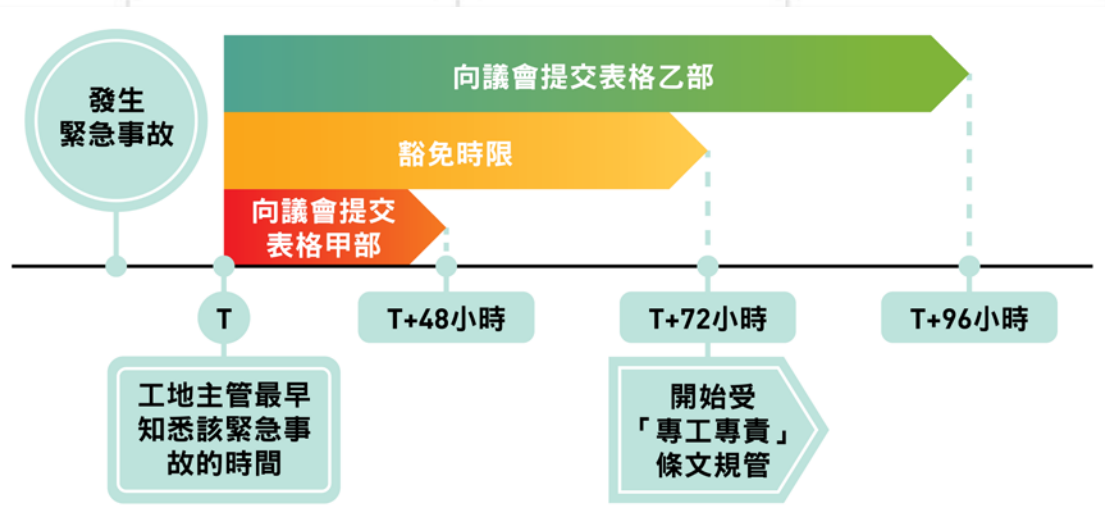 發生
緊急事故
向議會提交表格乙部
豁免時限
向議會提交
表格甲部
T
T+48小時
T+72小時
T+96小時
工地主管最早
知悉該緊急事
故的時間
開始受
「專工專責」
條文規管